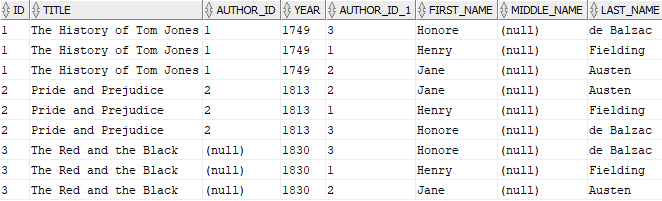 ID TITLE AUTHOR_ID YEAR AUTHOR_ID_1 FIRST_NAME MIDDLE_NAME LAST_NAME
1 The History of Tom Jones 1 1749 3 Honore (null) de Balzac
1 The History of Tom Jones 1 1749 1 Henry (null) Fielding
1 The History of Tom Jones 1 1749 2 Jane (null) Austen
2 Pride and Prejudice 2 1813 2 Jane (null) Austen
2 Pride and Prejudice 2 1813 1 Henry (null) Fielding
2 Pride and Prejudice 2 1813 3 Honore (null) de Balzac
3 The Red and the Black (null) 1830 3 Honore (null) de Balzac
3 The Red and the Black (null) 1830 1 Henry (null) Fielding
3 The Red and the Black (null) 1830 2 Jane (null) Austen